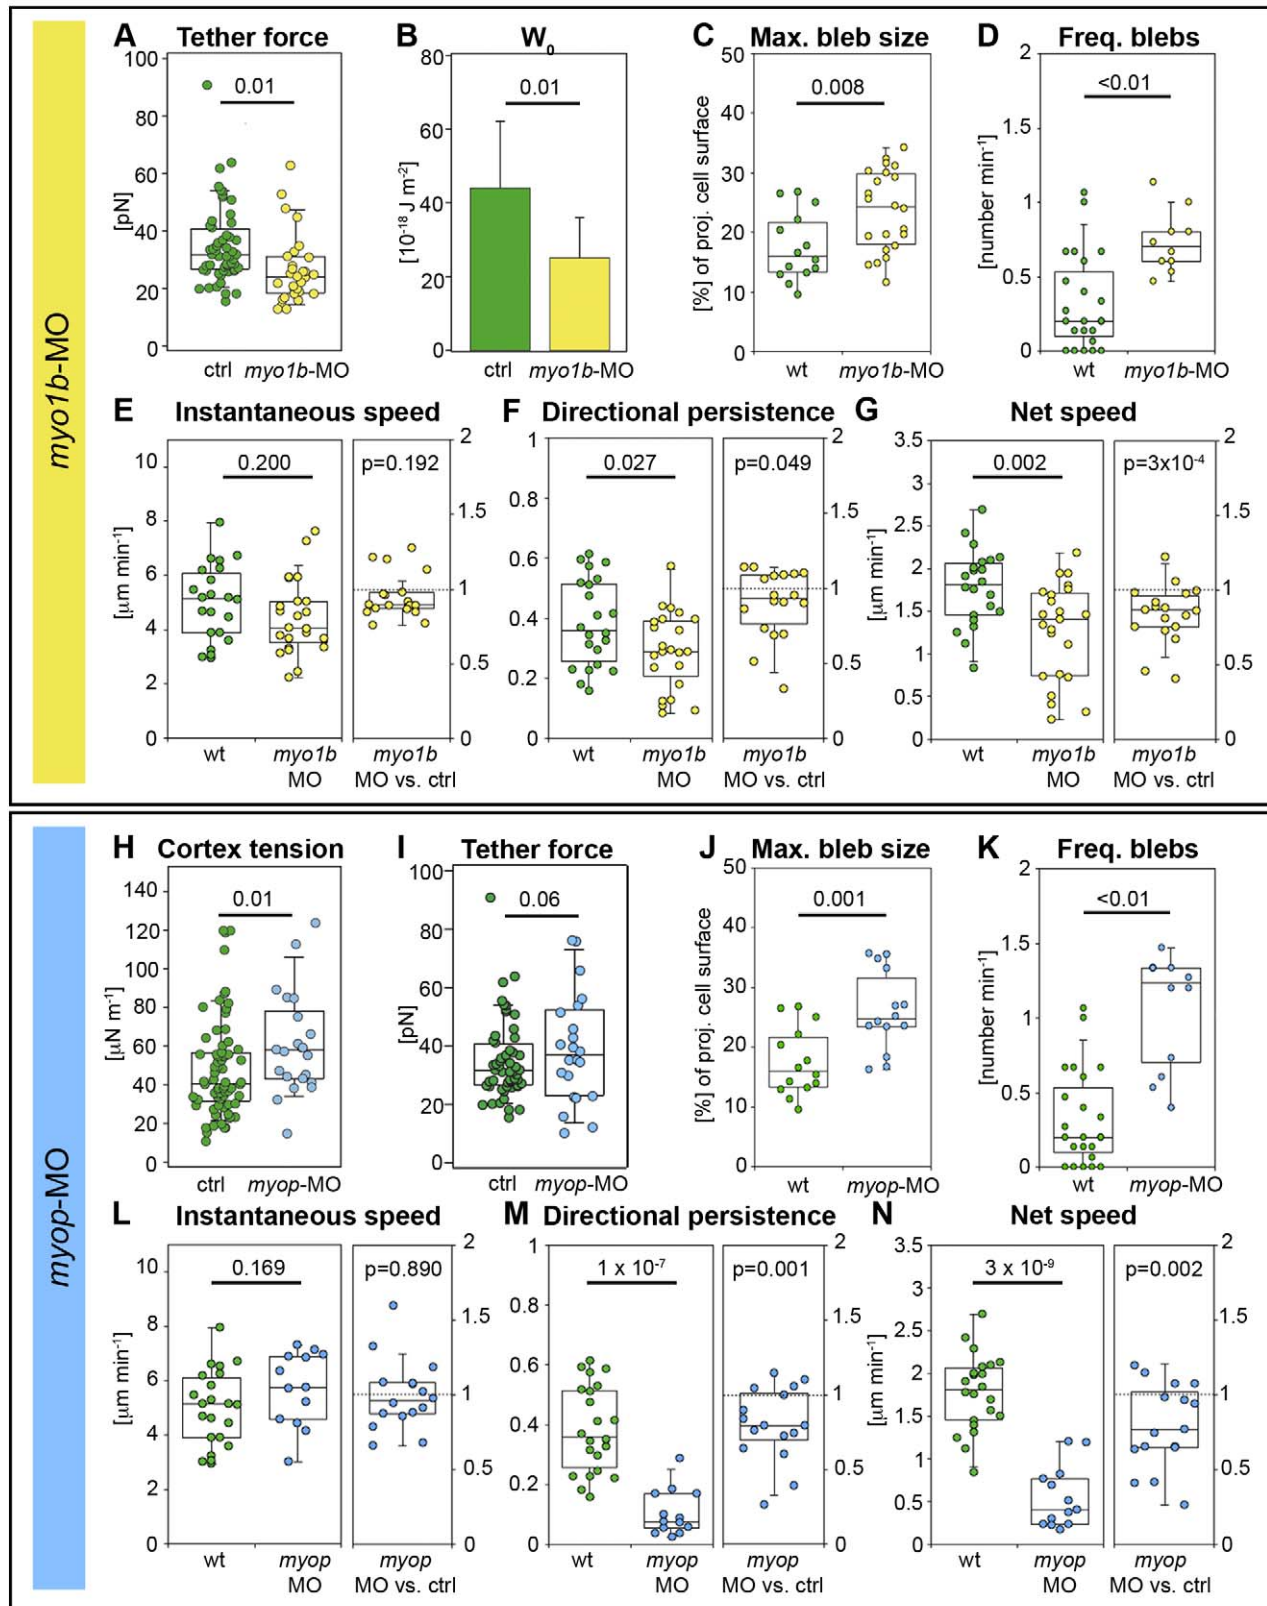 myo1b-MO
A Tether force
[pN]
100
80
60
40
20
0
0.01
ctrl myo1b-MO
B W0
[10-18 J m-2]
80
60
40
20
0
0.01
ctrl myo1b-MO
C Max. bleb size
[%] of proj. cell surface
50
40
30
20
10
0
0.008
wt myo1b-MO
D Freq. blebs
[number min-1]
2
1.5
1
0.5
0
<0.01
wt myo1b-MO
E Instantaneous speed
[µm min-1]
10
8
6
4
2
0
0.200
p=0.192
2
1.5
1
0.5
0
wt myo1b myo1b
MO MO vs. ctrl
F Directional persistence
1
0.8
0.6
0.4
0.2
0
0.027
p=0.049
2
1.5
1
0.5
0
wt myo1b myo1b
MO MO vs. ctrl
G Net speed
[µm min-1]
3.5
3
2.5
2
1.5
1
0.5
0
0.002
p=3x10-4
2
1.5
1
0.5
0
wt myo1b myo1b
MO MO vs. ctrl
myop-MO
H Cortex tension
[µN m-1]
140
120
100
80
60
40
20
0
0.01
ctrl myop-MO
I Tether force
[pN]
100
80
60
40
20
0
0.06
ctrl myop-MO
J Max. bleb size
[%] of proj. cell surface
50
40
30
20
10
0
0.001
wt myop-MO
K Freq. blebs
[number min-1]
2
1.5
1
0.5
0
<0.01
wt myop-MO
L Instantaneous speed
[µm min-1]
10
8
6
4
2
0
0.169
p=0.890
2
1.5
1
0.5
0
wt myop myop
MO MO vs. ctrl
M Directional persistence
1
0.8
0.6
0.4
0.2
0
1 x 10-7
p=0.001
2
1.5
1
0.5
0
wt myop myop
MO MO vs. ctrl
N Net speed
[µm min-1]
3.5
3
2.5
2
1.5
1
0.5
0
3 x 10-9
p=0.002
2
1.5
1
0.5
0
wt myop myop
MO MO vs. ctrl